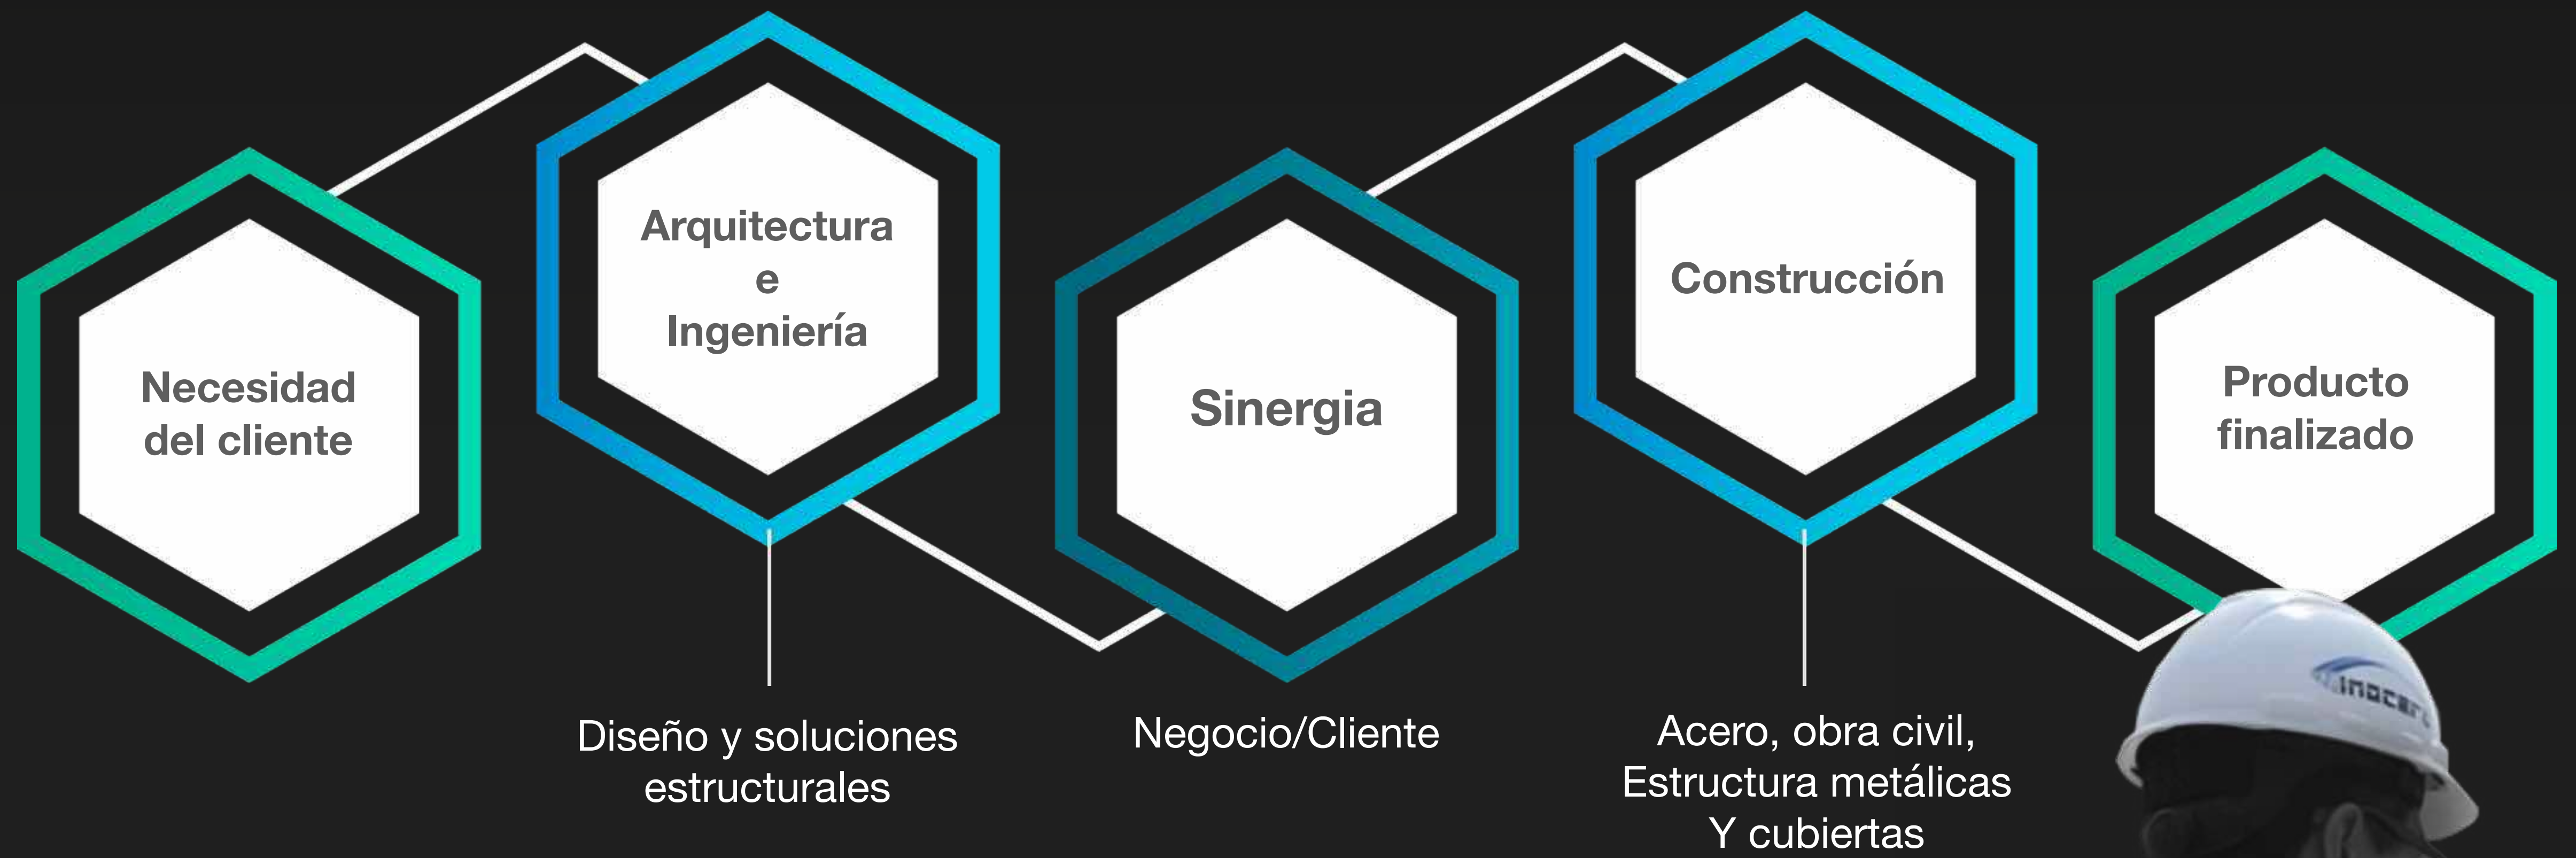 Necesidad
del cliente
Arquitectura
e
Ingeniería
Diseño y soluciones
estructurales
Sinergia
Negocio/Cliente
Construcción
Acero, obra civil,
Estructura metálicas
Y cubiertas
Producto
finalizado